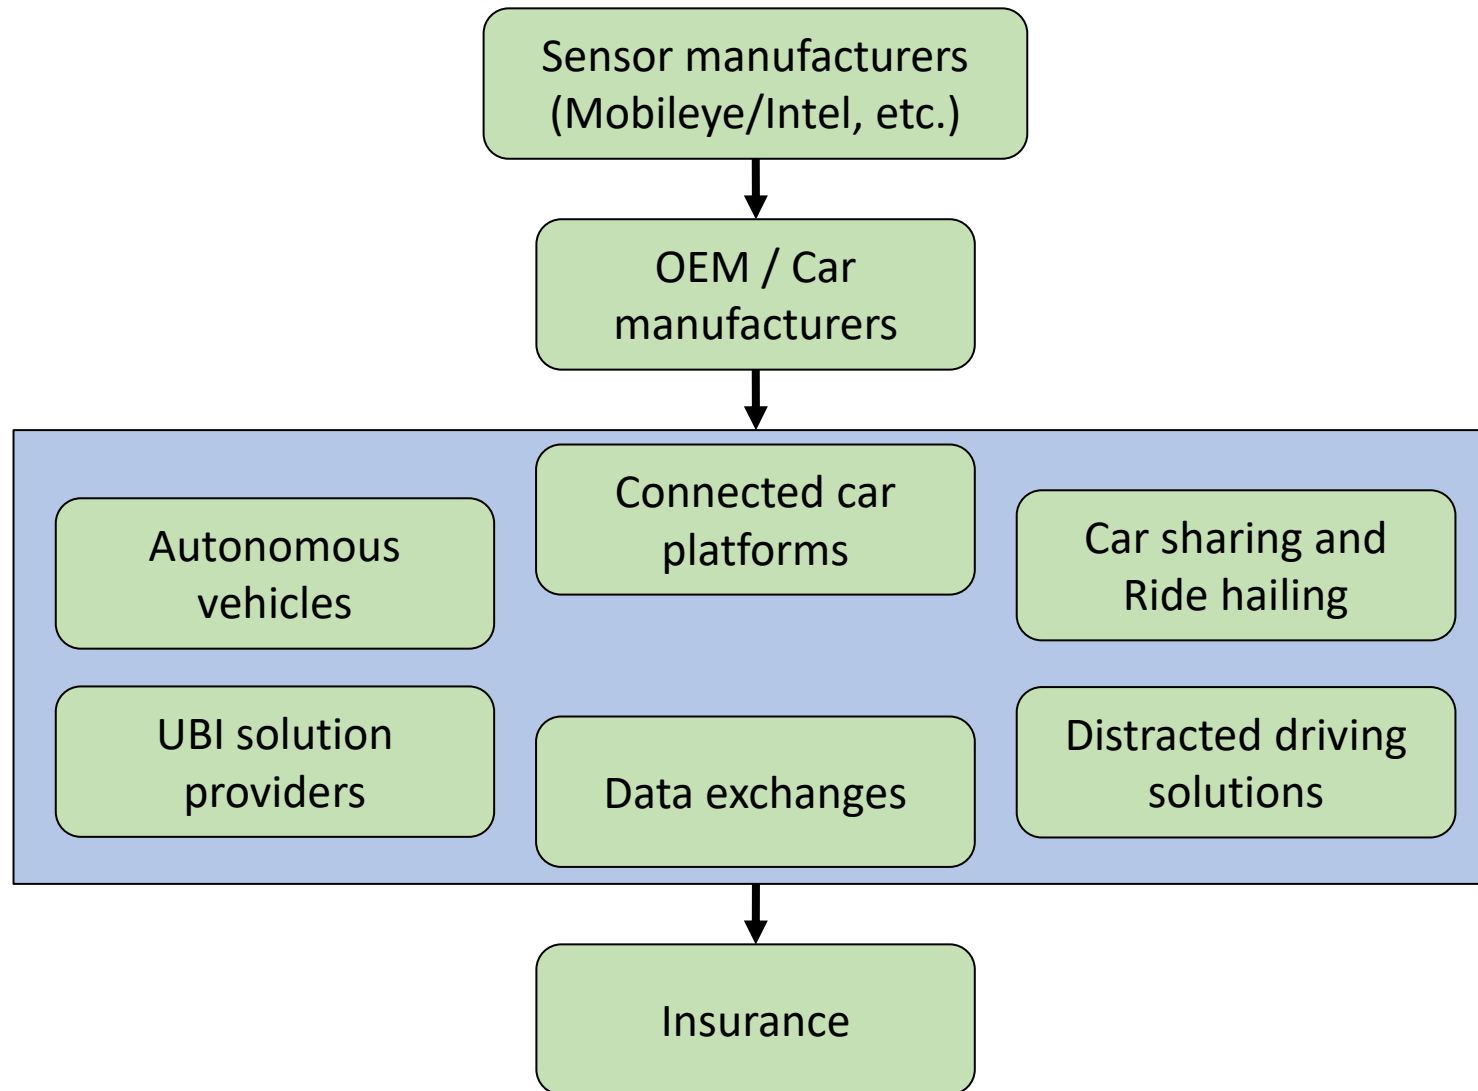 Sensor manufacturers
(Mobileye/Intel, etc.)
OEM / Car
manufacturers
Connected car
platforms
Autonomous
vehicles
Car sharing and
Ride hailing
UBI solution
providers
Data exchanges
Distracted driving
solutions
Insurance